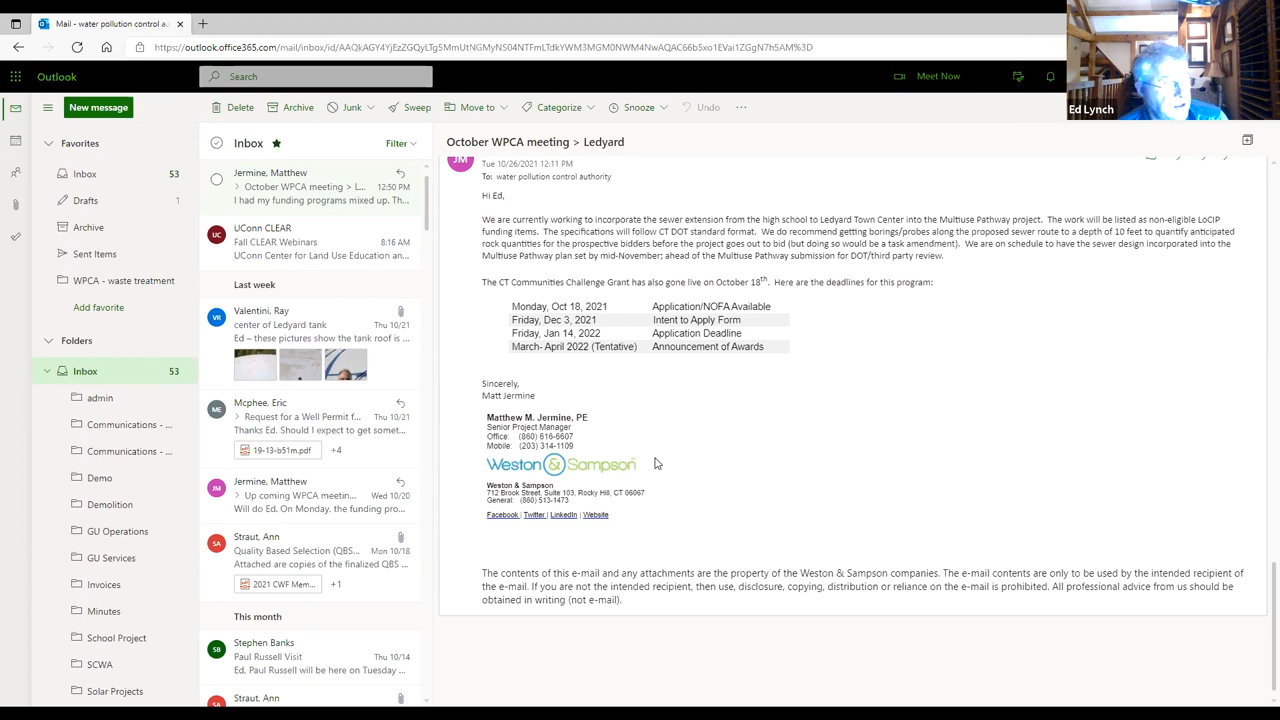 Mail - water pollution control au
https://outlook.office365.com/mail/inbox/id/
Outlook
Search
Meet Now
Ed Lynch
New message
Delete
Archive
Junk
Sweep
Move to
Categorize
Snooze
Undo
Favorites
Inbox 53
Drafts 1
Archive
Sent Items
WPCA - waste treatment
Add favorite
Folders
Inbox 53
admin
Communications - ...
Communications - ...
Demo
Demolition
GU Operations
GU Services
Invoices
Minutes
School Project
SCWA
Solar Projects
Inbox
Filter
Jermine, Matthew
October WPCA meeting > L... 12:50 PM
I had my funding programs mixed up. Th...
UC
UConn CLEAR
Fall CLEAR Webinars 8:16 AM
UConn Center for Land Use Education an...
Last week
VR
Valentini, Ray
center of Ledyard tank Thu 10/21
Ed – these pictures show the tank roof is ...
ME
Mcphee, Eric
Request for a Well Permit f... Thu 10/21
Thanks Ed. Should I expect to get somet...
19-13-b51m.pdf +4
JM
Jermine, Matthew
Up coming WPCA meetin... Wed 10/20
Will do Ed. On Monday, the funding pro...
SA
Straut, Ann
Quality Based Selection (QBS... Mon 10/18
Attached are copies of the finalized QBS ...
2021 CWF Mem... +1
This month
SB
Stephen Banks
Paul Russell Visit Thu 10/14
Ed, Paul Russell will be here on Tuesday ...
SA
Straut, Ann
October WPCA meeting > Ledyard
JM
Tue 10/26/2021 12:11 PM
To: water pollution control authority
Hi Ed,
We are currently working to incorporate the sewer extension from the high school to Ledyard Town Center into the Multiuse Pathway project. The work will be listed as non-eligible LoCIP
funding items. The specifications will follow CT DOT standard format. We do recommend getting borings/probes along the proposed sewer route to a depth of 10 feet to quantify anticipated
rock quantities for the prospective bidders before the project goes out to bid (but doing so would be a task amendment). We are on schedule to have the sewer design incorporated into the
Multiuse Pathway plan set by mid-November; ahead of the Multiuse Pathway submission for DOT/third party review.
The CT Communities Challenge Grant has also gone live on October 18th. Here are the deadlines for this program:
Monday, Oct 18, 2021 Application/NOFA Available
Friday, Dec 3, 2021 Intent to Apply Form
Friday, Jan 14, 2022 Application Deadline
March- April 2022 (Tentative) Announcement of Awards
Sincerely,
Matt Jermine
Matthew M. Jermine, PE
Senior Project Manager
Office: (860) 616-6607
Mobile: (203) 314-1109
Weston & Sampson
Weston & Sampson
712 Brook Street, Suite 103, Rocky Hill, CT 06067
General: (860) 513-1473
Facebook | Twitter | LinkedIn | Website
The contents of this e-mail and any attachments are the property of the Weston & Sampson companies. The e-mail contents are only to be used by the intended recipient of
the e-mail. If you are not the intended recipient, then use, disclosure, copying, distribution or reliance on the e-mail is prohibited. All professional advice from us should be
obtained in writing (not e-mail).